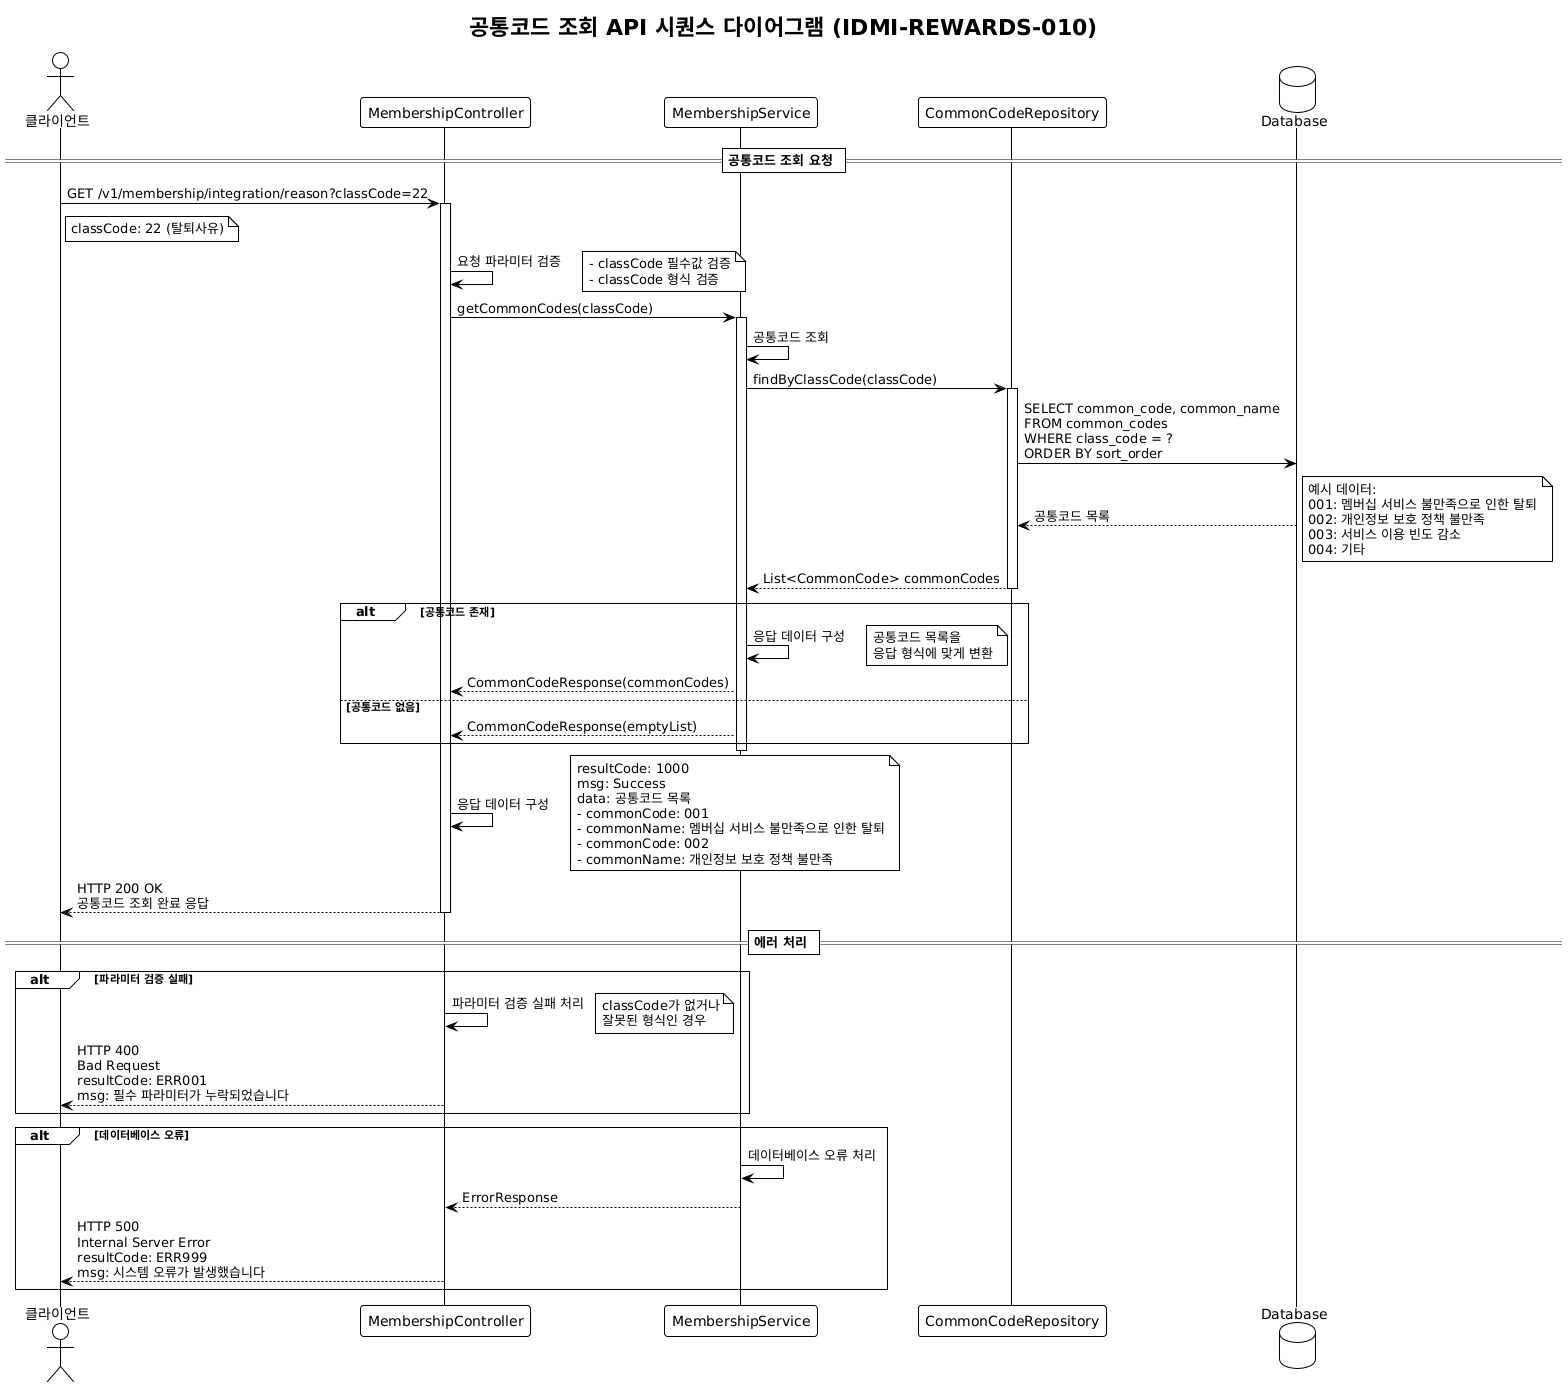 공통코드 조회 API 시퀀스 다이어그램 (IDMI-REWARDS-010)
클라이언트
MembershipController
MembershipService
CommonCodeRepository
Database
공통코드 조회 요청
GET /v1/membership/integration/reason?classCode=22
classCode: 22 (탈퇴사유)
요청 파라미터 검증
- classCode 필수값 검증
- classCode 형식 검증
getCommonCodes(classCode)
공통코드 조회
findByClassCode(classCode)
SELECT common_code, common_name
FROM common_codes
WHERE class_code = ?
ORDER BY sort_order
예시 데이터:
001: 멤버십 서비스 불만족으로 인한 탈퇴
002: 개인정보 보호 정책 불만족
003: 서비스 이용 빈도 감소
004: 기타
공통코드 목록
List<CommonCode> commonCodes
alt
[공통코드 존재]
응답 데이터 구성
공통코드 목록을
응답 형식에 맞게 변환
CommonCodeResponse(commonCodes)
[공통코드 없음]
CommonCodeResponse(emptyList)
응답 데이터 구성
resultCode: 1000
msg: Success
data: 공통코드 목록
- commonCode: 001
- commonName: 멤버십 서비스 불만족으로 인한 탈퇴
- commonCode: 002
- commonName: 개인정보 보호 정책 불만족
HTTP 200 OK
공통코드 조회 완료 응답
에러 처리
alt
[파라미터 검증 실패]
파라미터 검증 실패 처리
classCode가 없거나
잘못된 형식인 경우
HTTP 400
Bad Request
resultCode: ERR001
msg: 필수 파라미터가 누락되었습니다
alt
[데이터베이스 오류]
데이터베이스 오류 처리
ErrorResponse
HTTP 500
Internal Server Error
resultCode: ERR999
msg: 시스템 오류가 발생했습니다
클라이언트
MembershipController
MembershipService
CommonCodeRepository
Database